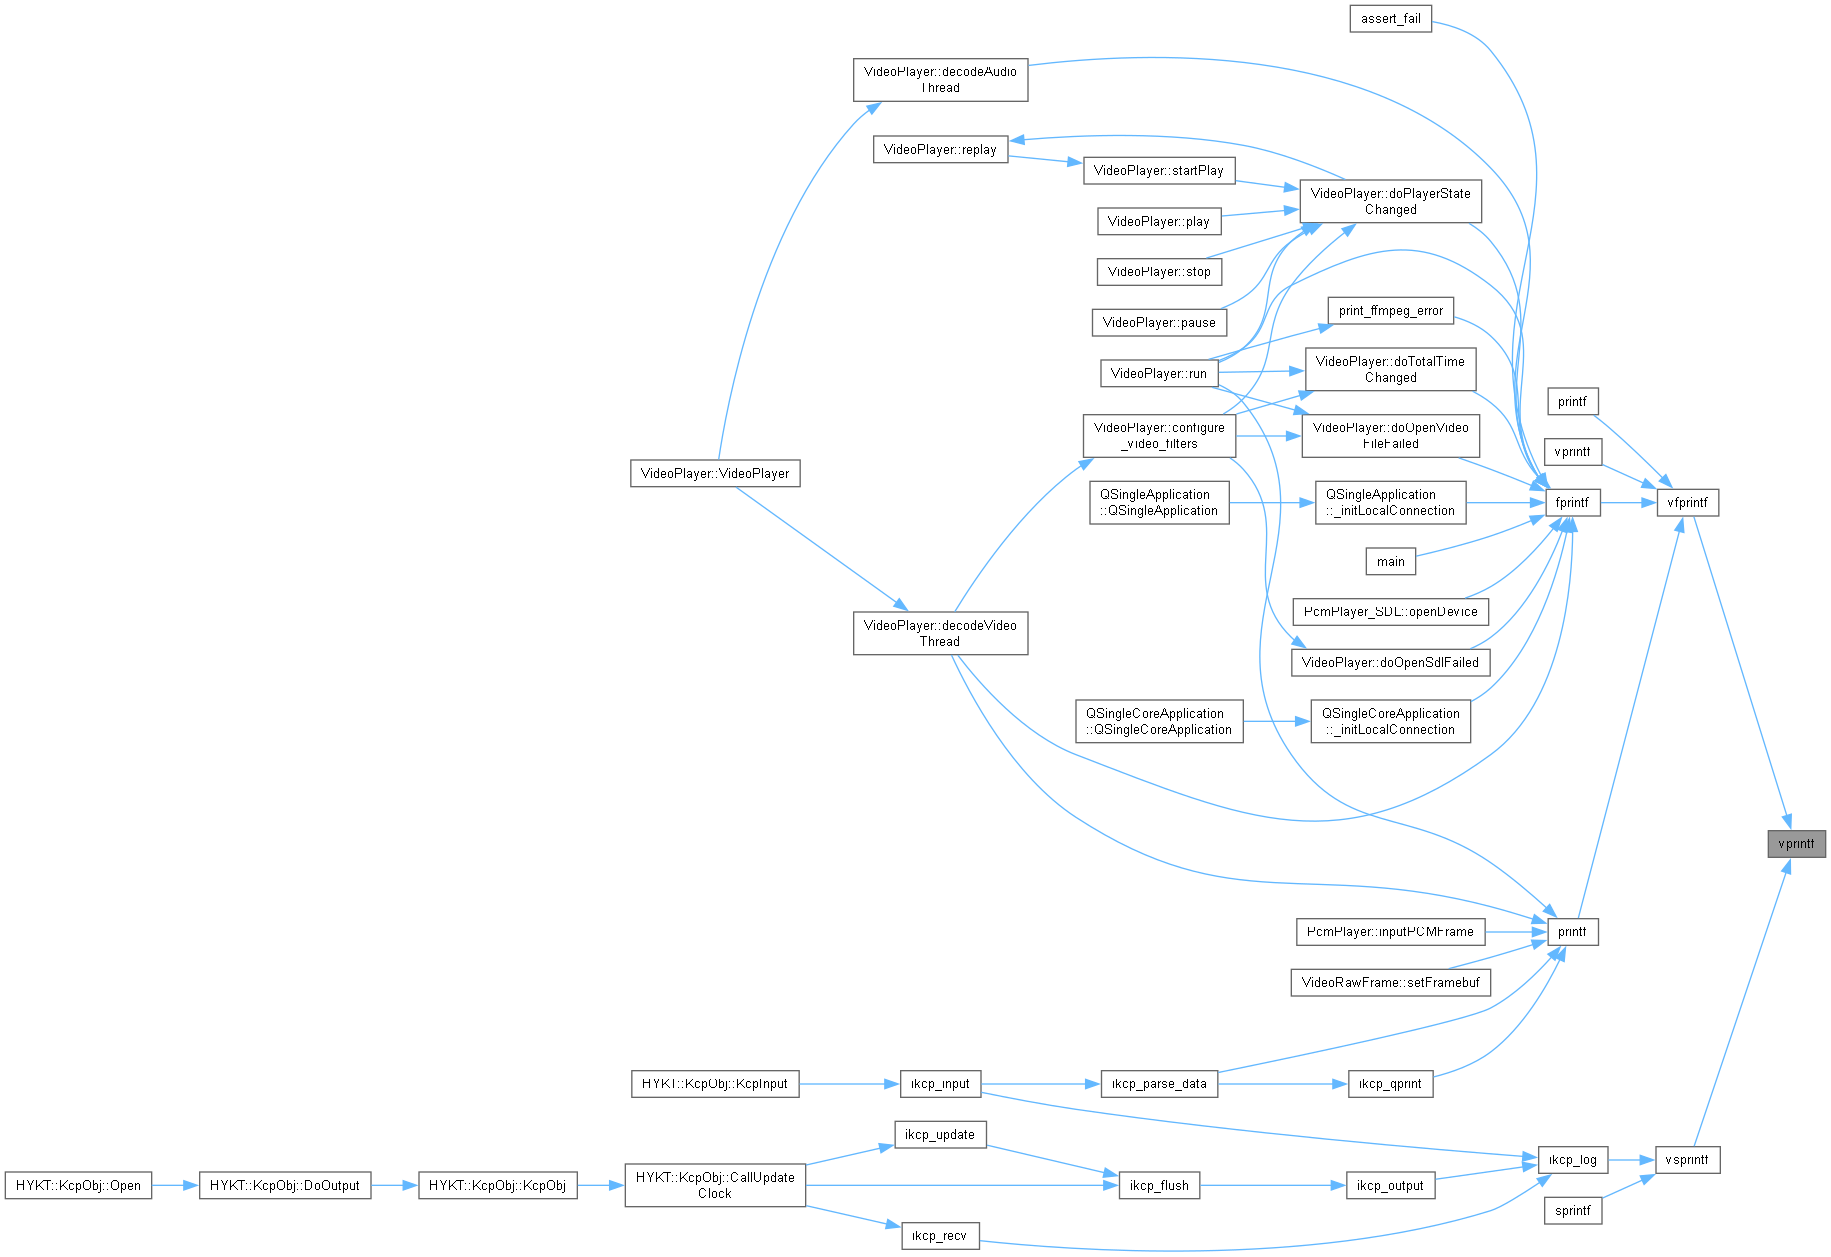 assert_fail
VideoPlayer::decodeAudio
Thread
VideoPlayer::replay
VideoPlayer::startPlay
VideoPlayer::doPlayerState
Changed
VideoPlayer::play
VideoPlayer::stop
VideoPlayer::pause
print_ffmpeg_error
VideoPlayer::run
VideoPlayer::doTotalTime
Changed
printf
VideoPlayer::configure
_video_filters
VideoPlayer::doOpenVideo
FileFailed
vprintf
VideoPlayer::VideoPlayer
QSingleApplication
::QSingleApplication
QSingleApplication
::_initLocalConnection
fprintf
vfprintf
main
PcmPlayer_SDL::openDevice
VideoPlayer::decodeVideo
Thread
VideoPlayer::doOpenSdlFailed
QSingleCoreApplication
::QSingleCoreApplication
QSingleCoreApplication
::_initLocalConnection
vprintf
PcmPlayer::inputPCMFrame
printf
VideoRawFrame::setFramebuf
HYKT::KcpObj::KcpInput
ikcp_input
ikcp_parse_data
ikcp_qprint
ikcp_update
ikcp_log
vsprintf
HYKT::KcpObj::Open
HYKT::KcpObj::DoOutput
HYKT::KcpObj::KcpObj
HYKT::KcpObj::CallUpdate
Clock
ikcp_flush
ikcp_output
sprintf
ikcp_recv